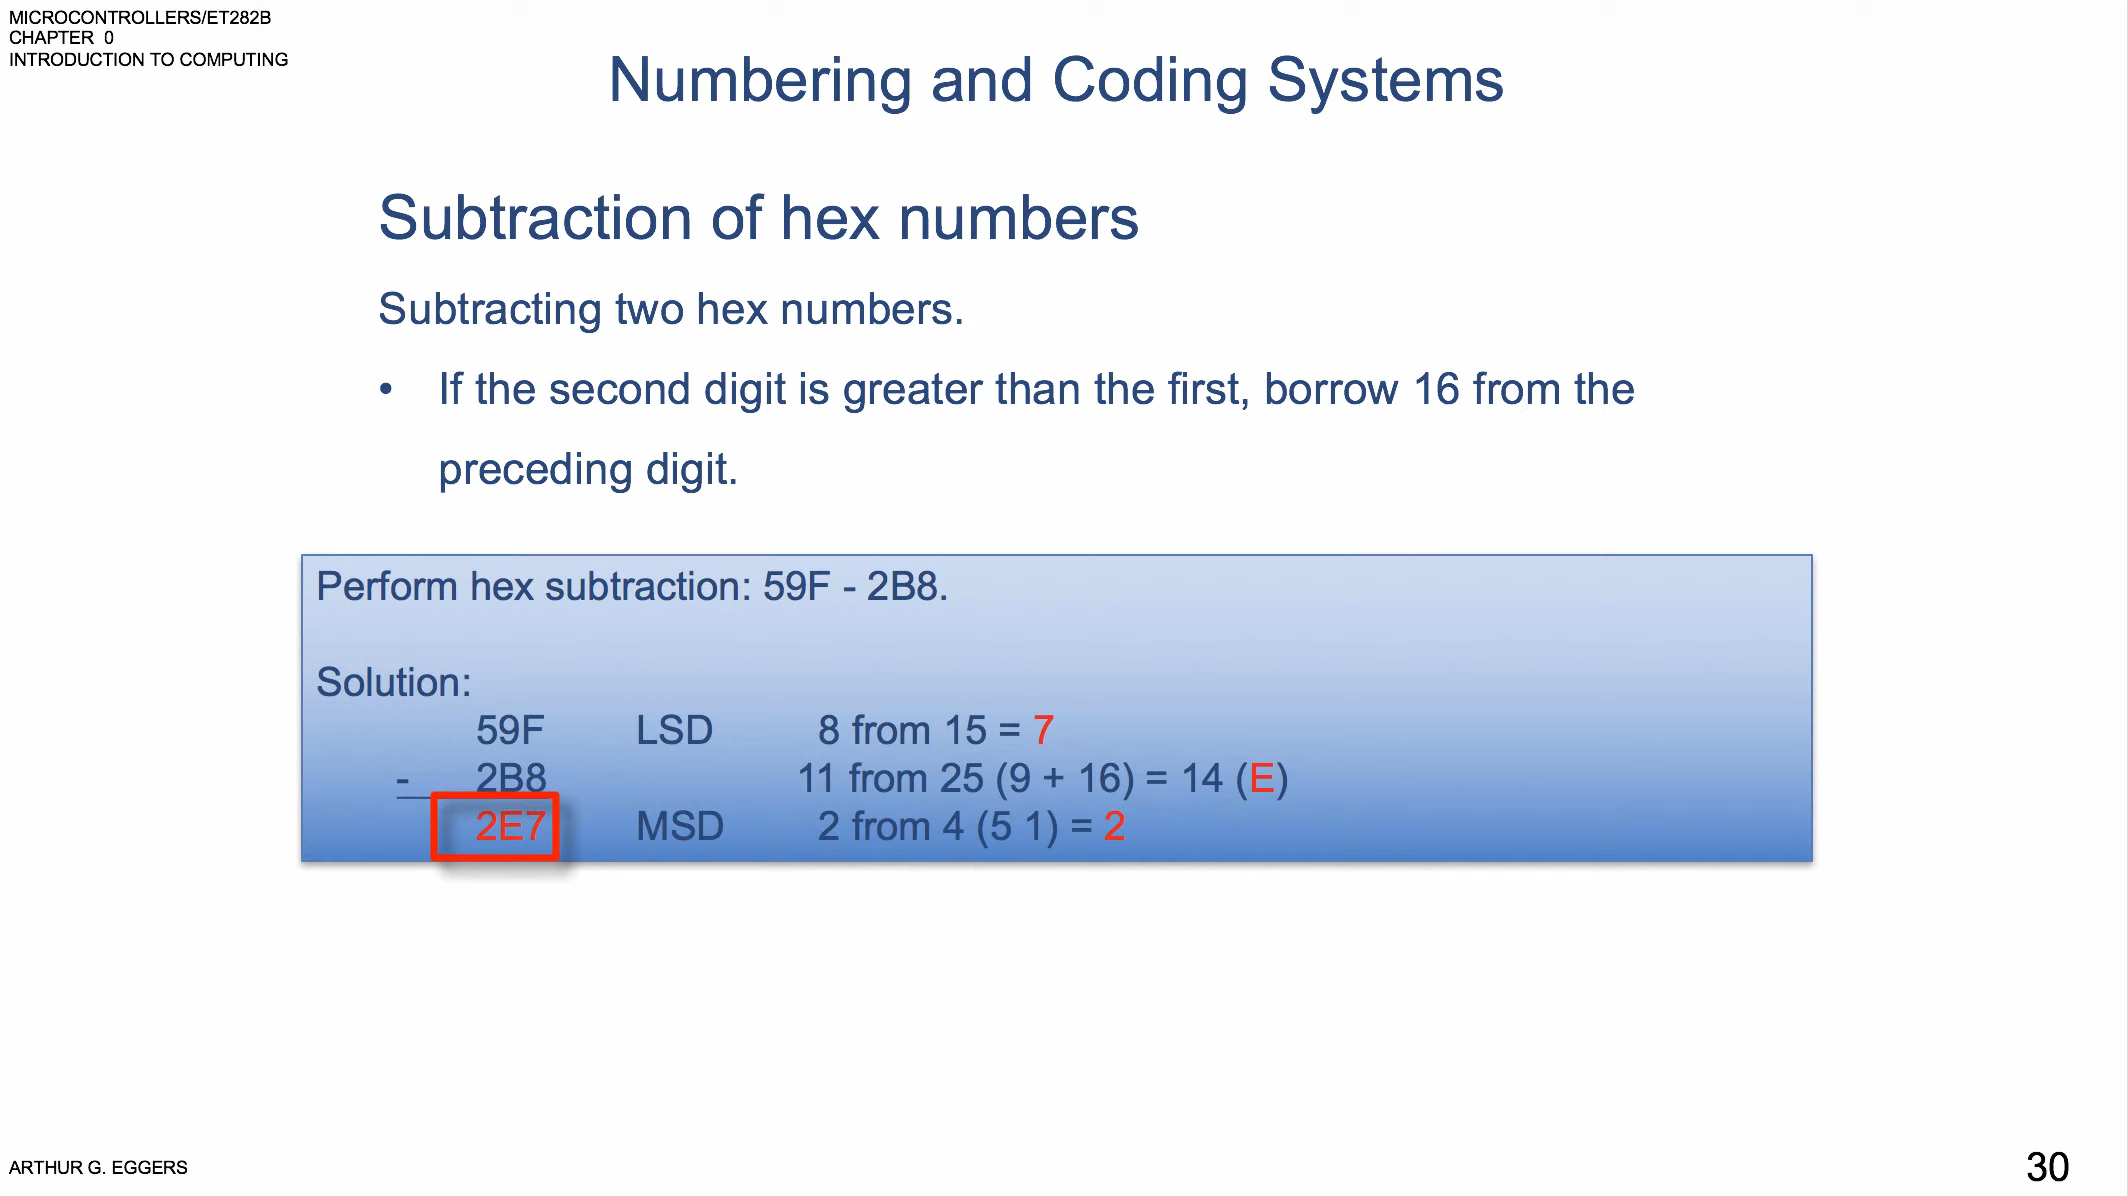 MICROCONTROLLERS/ET282B
CHAPTER 0
INTRODUCTION TO COMPUTING
Numbering and Coding Systems
Subtraction of hex numbers
Subtracting two hex numbers.
• If the second digit is greater than the first, borrow 16 from the
preceding digit.
Perform hex subtraction: 59F - 2B8.
Solution:
59F LSD 8 from 15 = 7
- 2B8 11 from 25 (9 + 16) = 14 (E)
2E7 MSD 2 from 4 (5 1) = 2
ARTHUR G. EGGERS
30